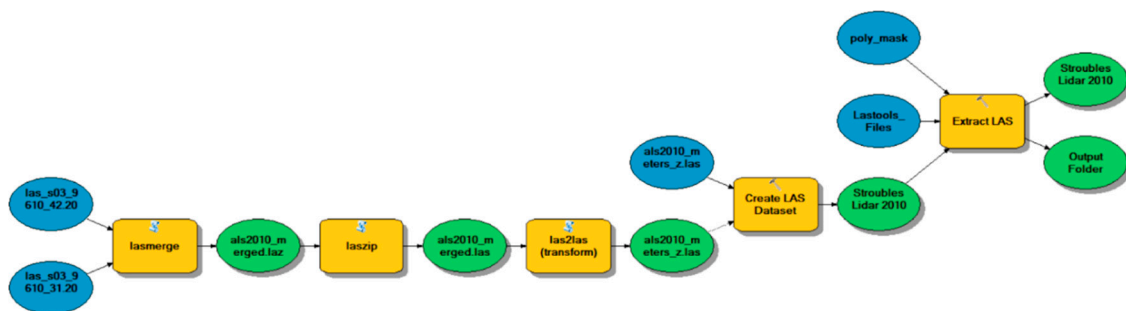 poly_mask
Stroubles
Lidar 2010
Lastools_
Files
Extract LAS
Output
Folder
als2010_m
eters_z.las
Create LAS
Dataset
Stroubles
Lidar 2010
las_s03_9
610_42.20
lasmerge
als2010_m
erged.laz
laszip
als2010_m
erged.las
las2las
(transform)
als2010_m
eters_z.las
las_s03_9
610_31.20